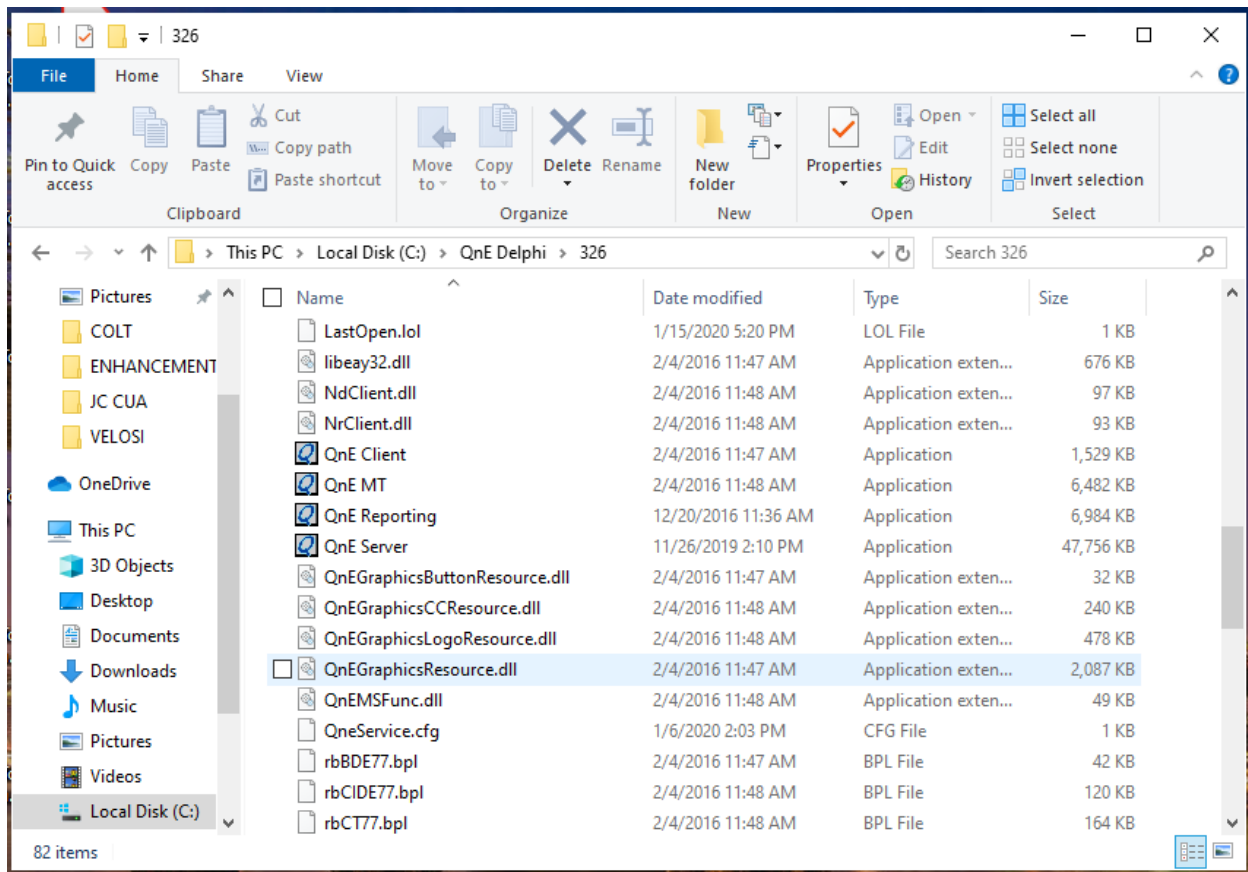 326
File Home Share View
Pin to Quick access
Copy
Paste
Cut
Copy path
Paste shortcut
Clipboard
Move to
Copy to
Delete
Rename
Organize
New folder
New
Properties
Open
Edit
History
Open
Select all
Select none
Invert selection
Select
This PC > Local Disk (C:) > QnE Delphi > 326
Search 326
Pictures
COLT
ENHANCEMENT
JC CUA
VELOSI
OneDrive
This PC
3D Objects
Desktop
Documents
Downloads
Music
Pictures
Videos
Local Disk (C:)
Name Date modified Type Size
LastOpen.lol 1/15/2020 5:20 PM LOL File 1 KB
libeay32.dll 2/4/2016 11:47 AM Application exten... 676 KB
NdClient.dll 2/4/2016 11:48 AM Application exten... 97 KB
NrClient.dll 2/4/2016 11:48 AM Application exten... 93 KB
QnE Client 2/4/2016 11:47 AM Application 1,529 KB
QnE MT 2/4/2016 11:48 AM Application 6,482 KB
QnE Reporting 12/20/2016 11:36 AM Application 6,984 KB
QnE Server 11/26/2019 2:10 PM Application 47,756 KB
QnEGraphicsButtonResource.dll 2/4/2016 11:47 AM Application exten... 32 KB
QnEGraphicsCCResource.dll 2/4/2016 11:48 AM Application exten... 240 KB
QnEGraphicsLogoResource.dll 2/4/2016 11:48 AM Application exten... 478 KB
QnEGraphicsResource.dll 2/4/2016 11:47 AM Application exten... 2,087 KB
QnEMSFunc.dll 2/4/2016 11:48 AM Application exten... 49 KB
QneService.cfg 1/6/2020 2:03 PM CFG File 1 KB
rbBDE77.bpl 2/4/2016 11:47 AM BPL File 42 KB
rbCIDE77.bpl 2/4/2016 11:48 AM BPL File 120 KB
rbCT77.bpl 2/4/2016 11:48 AM BPL File 164 KB
82 items